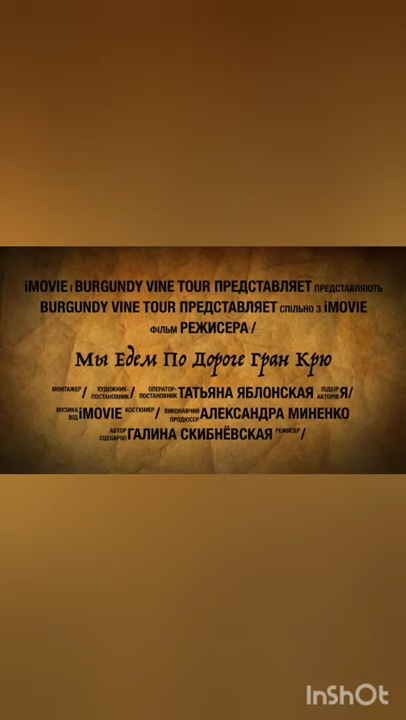 iMOVIE і BURGUNDY VINE TOUR ПРЕДСТАВЛЯЕТ ПРЕДСТАВЛЯЮТЬ
BURGUNDY VINE TOUR ПРЕДСТАВЛЯЕТ СПІЛЬНО З iMOVIE
ФІЛЬМ РЕЖИСЕРА /
Мы Едем По Дороге Гран Крю
МОНТАЖЕР / ХУДОЖНИК-ПОСТАНОВНИК / ОПЕРАТОР-ПОСТАНОВНИК ТАТЬЯНА ЯБЛОНСКАЯ ПІДБІР АКТОРІВ Я/
МУЗИКА ВІД iMOVIE КОСТЮМЕР / ВИКОНАВЧИЙ ПРОДЮСЕР АЛЕКСАНДРА МИНЕНКО
АВТОР СЦЕНАРІЮ ГАЛИНА СКИБНЁВСКАЯ РЕЖИСЕР /
InShOt